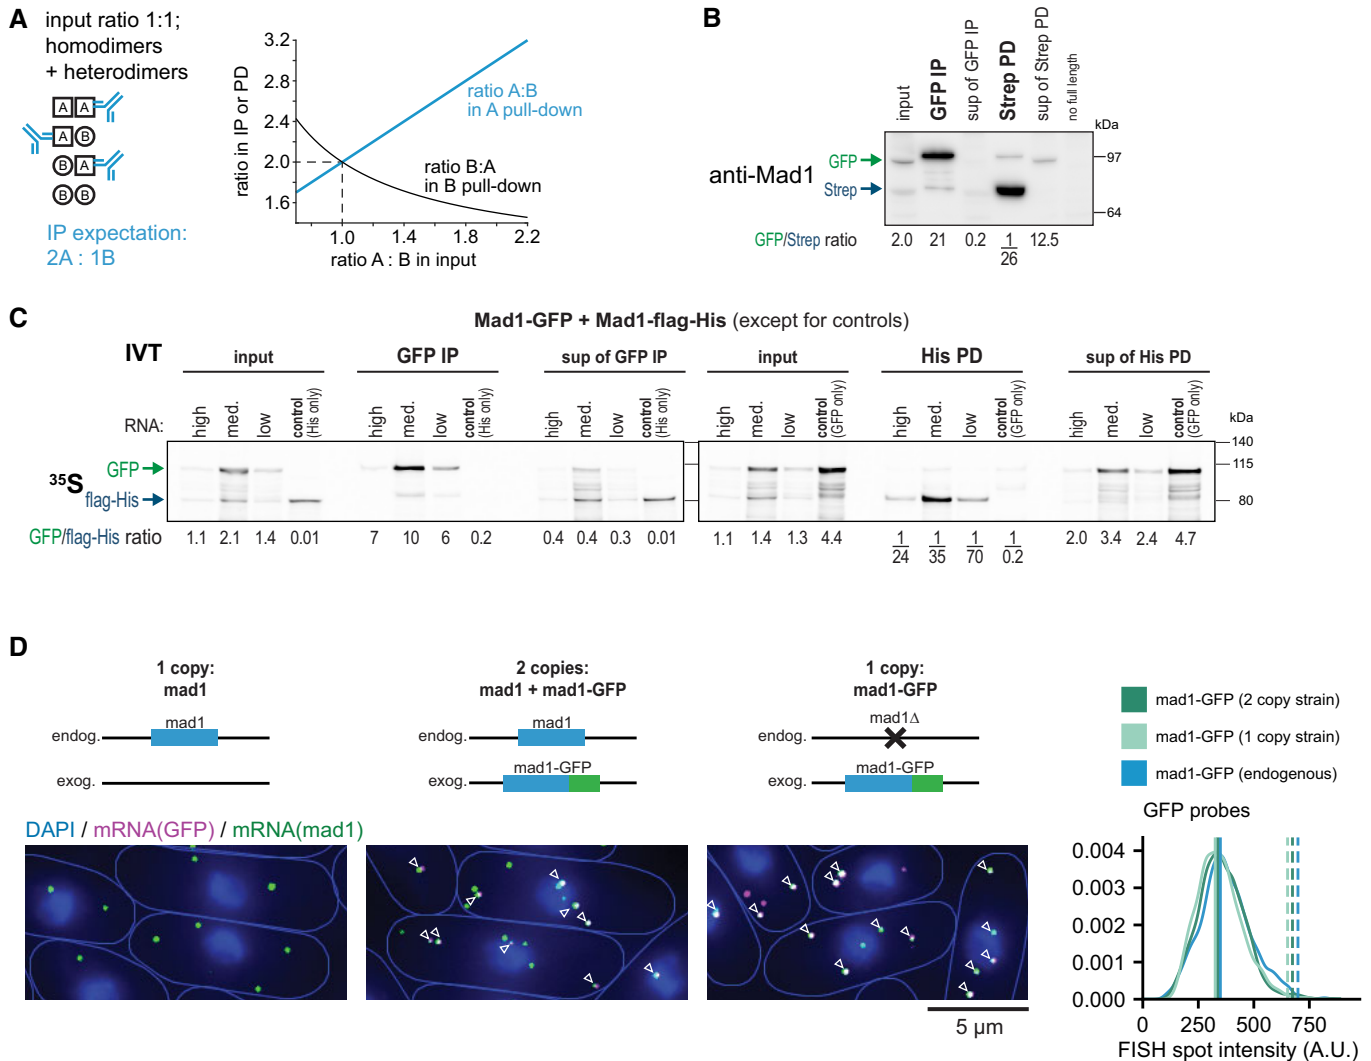 A
input ratio 1:1;
homodimers
+ heterodimers
A A
A B
B A
B B
IP expectation:
2A : 1B
ratio in IP or PD
3.2
2.8
2.4
2.0
1.6
ratio A:B
in A pull-down
ratio B:A
in B pull-down
1.0 1.4 1.8 2.2
ratio A : B in input
B
input
GFP IP
sup of GFP IP
Strep PD
sup of Strep PD
no full length
kDa
anti-Mad1
GFP
Strep
97
64
GFP/Strep ratio 2.0 21 0.2 1/26 12.5
C
Mad1-GFP + Mad1-flag-His (except for controls)
IVT
input GFP IP sup of GFP IP input His PD sup of His PD
RNA: high med. low control (His only) high med. low control (His only) high med. low control (His only) high med. low control (GFP only) high med. low control (GFP only) high med. low control (GFP only)
kDa
35S
GFP
flag-His
140
115
80
GFP/flag-His ratio 1.1 2.1 1.4 0.01 7 10 6 0.2 0.4 0.4 0.3 0.01 1.1 1.4 1.3 4.4 1/24 1/35 1/70 1/0.2 2.0 3.4 2.4 4.7
D
1 copy:
mad1
mad1
endog.
exog.
2 copies:
mad1 + mad1-GFP
mad1
endog.
mad1-GFP
exog.
1 copy:
mad1-GFP
mad1Δ
endog.
mad1-GFP
exog.
DAPI / mRNA(GFP) / mRNA(mad1)
5 µm
mad1-GFP (2 copy strain)
mad1-GFP (1 copy strain)
mad1-GFP (endogenous)
GFP probes
0.004
0.003
0.002
0.001
0.000
0 250 500 750
FISH spot intensity (A.U.)